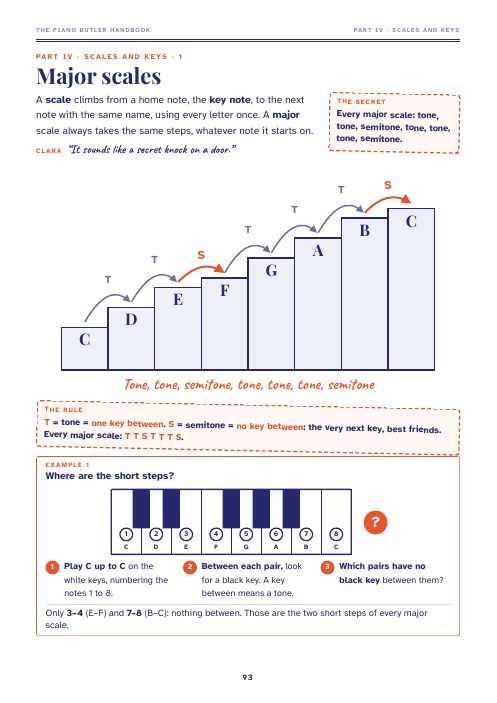 THE PIANO BUTLER HANDBOOK
PART IV · SCALES AND KEYS
PART IV · SCALES AND KEYS · 1
Major scales
A scale climbs from a home note, the key note, to the next
note with the same name, using every letter once. A major
scale always takes the same steps, whatever note it starts on.
CLARA "It sounds like a secret knock on a door."
THE SECRET
Every major scale: tone,
tone, semitone, tone, tone,
tone, semitone.
T T S T T T S
C D E F G A B C
Tone, tone, semitone, tone, tone, tone, semitone
THE RULE
T = tone = one key between. S = semitone = no key between: the very next key, best friends.
Every major scale: T T S T T T S.
EXAMPLE 1
Where are the short steps?
1 2 3 4 5 6 7 8
C D E F G A B C
?
1 Play C up to C on the
white keys, numbering the
notes 1 to 8.
2 Between each pair, look
for a black key. A key
between means a tone.
3 Which pairs have no
black key between them?
Only 3–4 (E–F) and 7–8 (B–C): nothing between. Those are the two short steps of every major
scale.
93